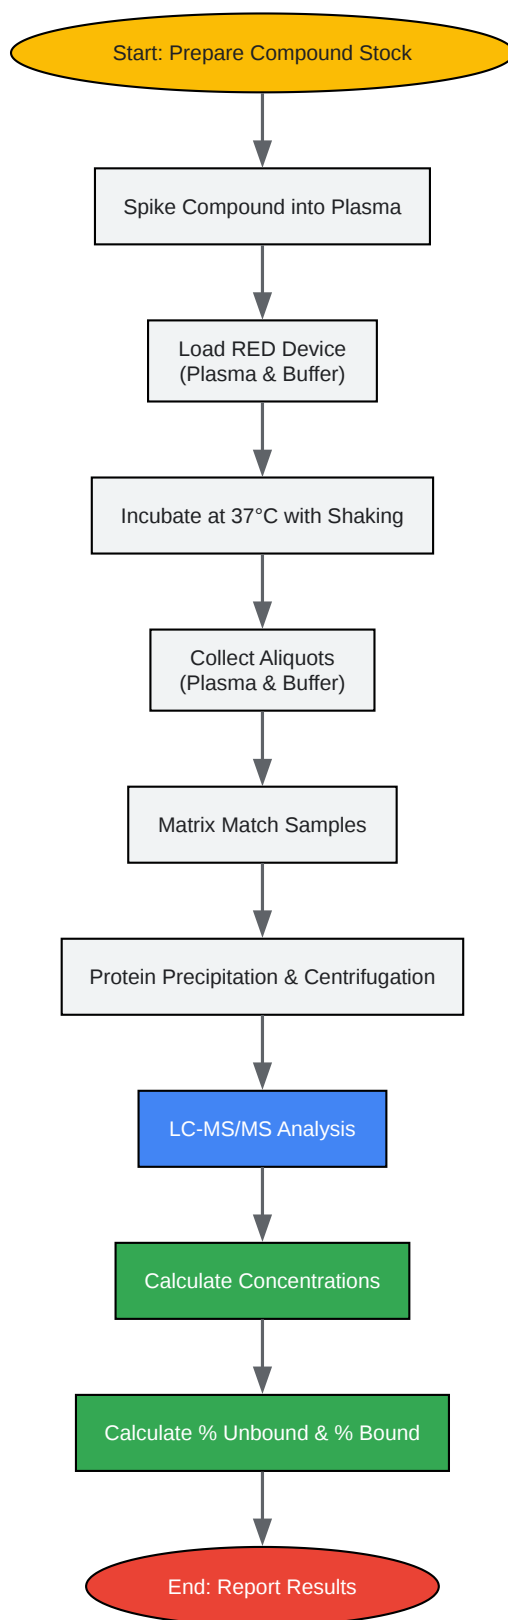 Start: Prepare Compound Stock
Spike Compound into Plasma
Load RED Device
(Plasma & Buffer)
Incubate at 37°C with Shaking
Collect Aliquots
(Plasma & Buffer)
Matrix Match Samples
Protein Precipitation & Centrifugation
LC-MS/MS Analysis
Calculate Concentrations
Calculate % Unbound & % Bound
End: Report Results